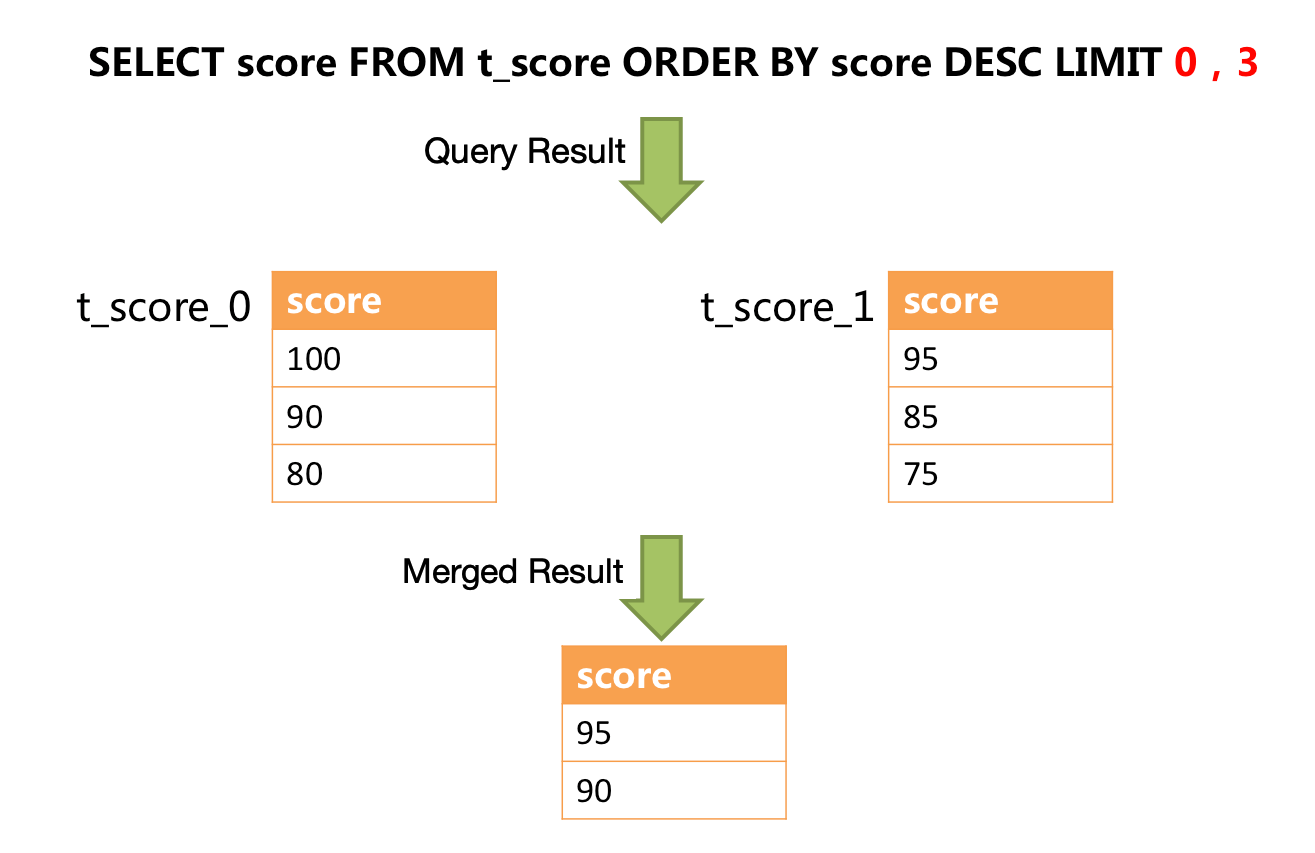 SELECT score FROM t_score ORDER BY score DESC LIMIT 0 , 3
Query Result
t_score_0
score
100
90
80
t_score_1
score
95
85
75
Merged Result
score
95
90